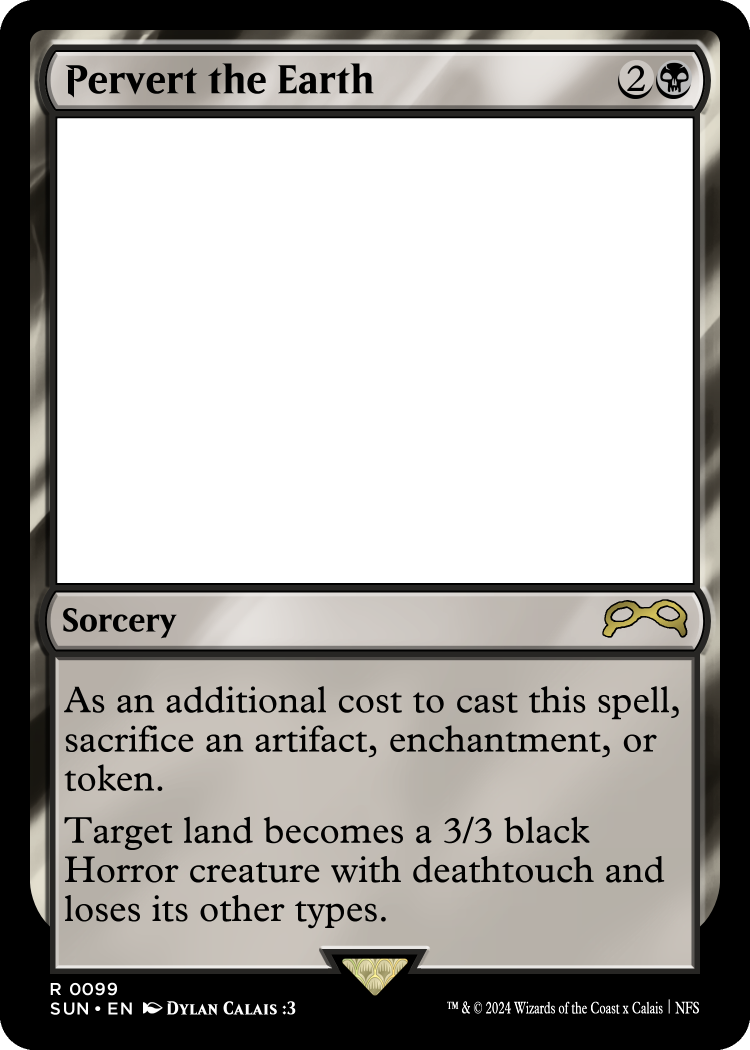 Pervert the Earth 2
Sorcery
As an additional cost to cast this spell,
sacrifice an artifact, enchantment, or
token.
Target land becomes a 3/3 black
Horror creature with deathtouch and
loses its other types.
R 0099
SUN • EN Dylan Calais :3
™ & © 2024 Wizards of the Coast x Calais | NFS